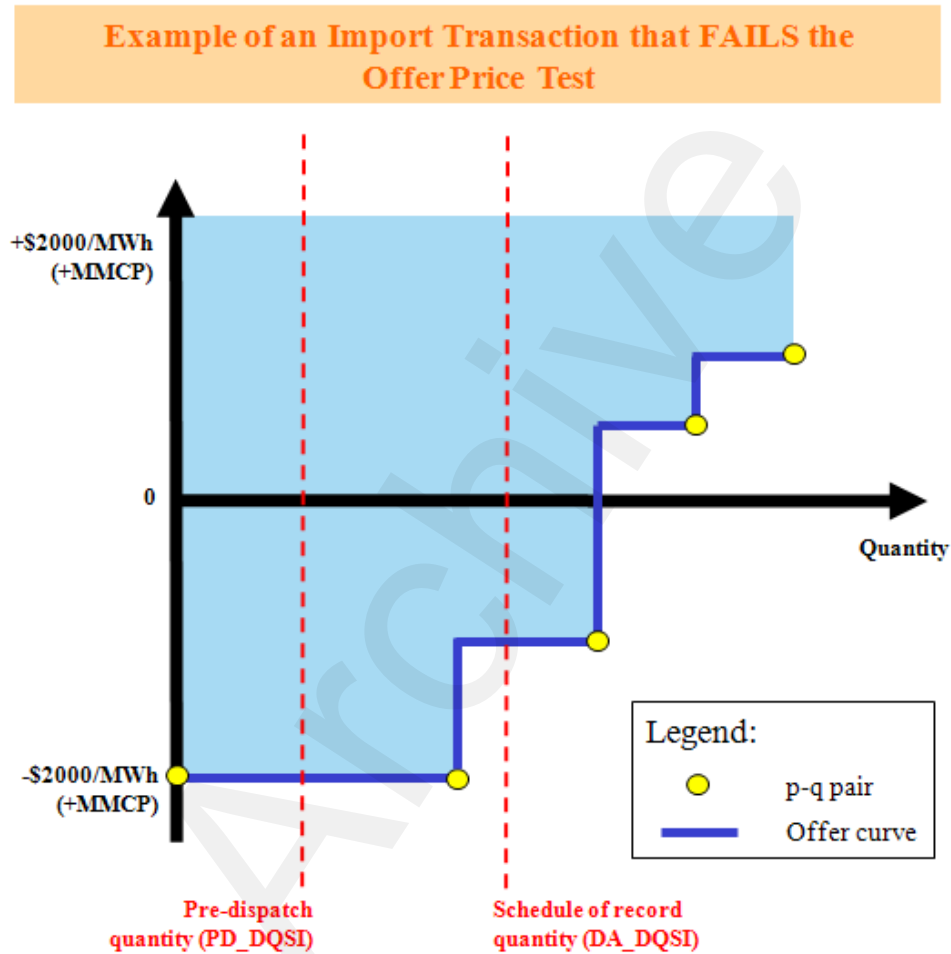 Example of an Import Transaction that FAILS the
Offer Price Test
+$2000/MWh
(+MMCP)
0
Quantity
-$2000/MWh
(+MMCP)
Legend:
p-q pair
Offer curve
Pre-dispatch
quantity (PD_DQSI)
Schedule of record
quantity (DA_DQSI)
Archive